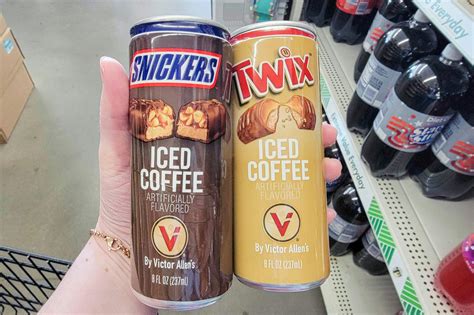 SNICKERS
ICED
COFFEE
ARTIFICIALLY
FLAVORED
V
By Victor Allen's
8 FL OZ (237ml)
TWIX
ICED
COFFEE
ARTIFICIALLY
FLAVORED
V
By Victor Allen's
8 FL OZ (237ml)
Everyday
Everyday